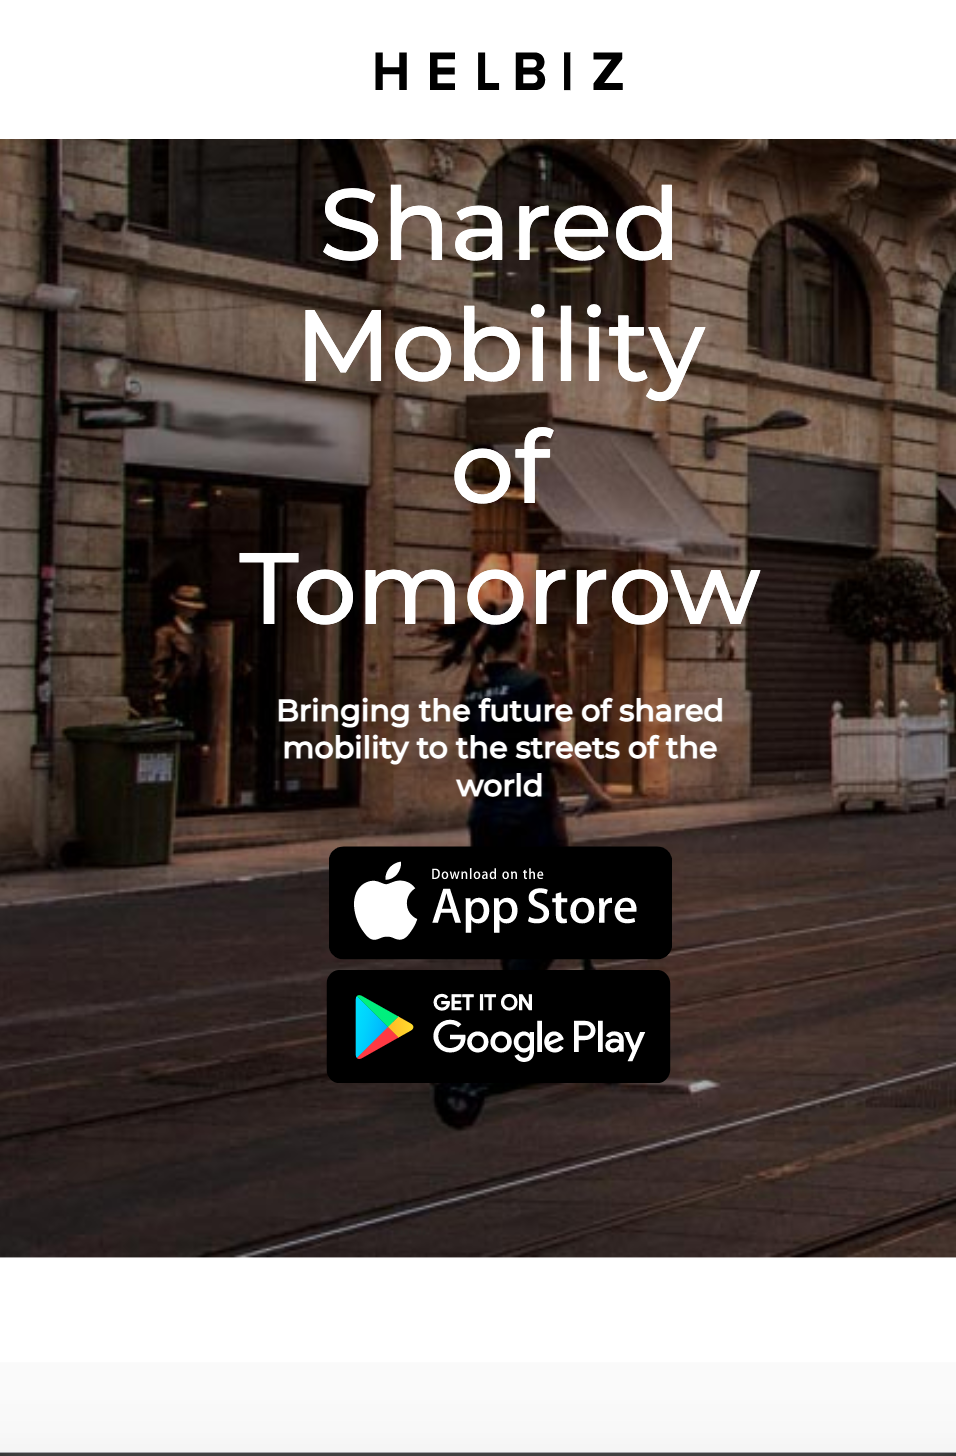 HELBIZ
Shared
Mobility
of
Tomorrow
Bringing the future of shared
mobility to the streets of the
world
Download on the
App Store
GET IT ON
Google Play